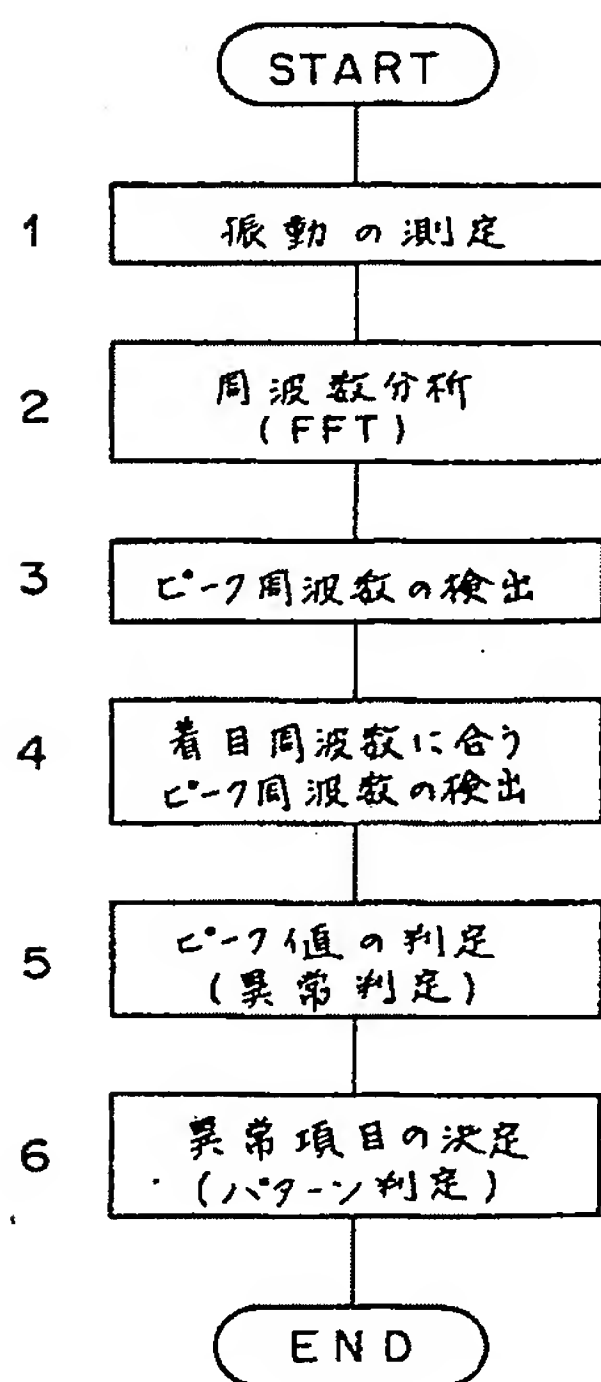 START
1
振動の測定
2
周波数分析
(FFT)
3
ピーク周波数の検出
4
着目周波数に合う
ピーク周波数の検出
5
ピーク値の判定
(異常判定)
6
異常項目の決定
(パターン判定)
END